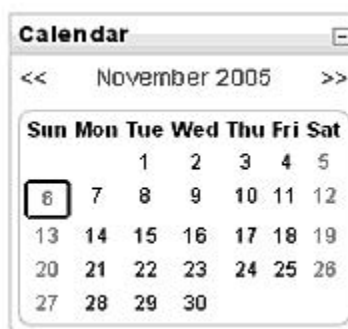 Calendar
<< November 2005 >>
Sun Mon Tue Wed Thu Fri Sat
1 2 3 4 5
6 7 8 9 10 11 12
13 14 15 16 17 18 19
20 21 22 23 24 25 26
27 28 29 30